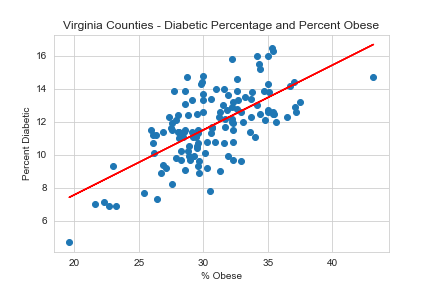 Virginia Counties - Diabetic Percentage and Percent Obese
16
14
12
10
8
6
Percent Diabetic
20 25 30 35 40
% Obese